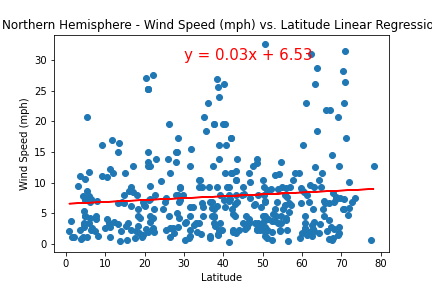 Northern Hemisphere - Wind Speed (mph) vs. Latitude Linear Regressio
y = 0.03x + 6.53
Wind Speed (mph)
30
25
20
15
10
5
0
0 10 20 30 40 50 60 70 80
Latitude